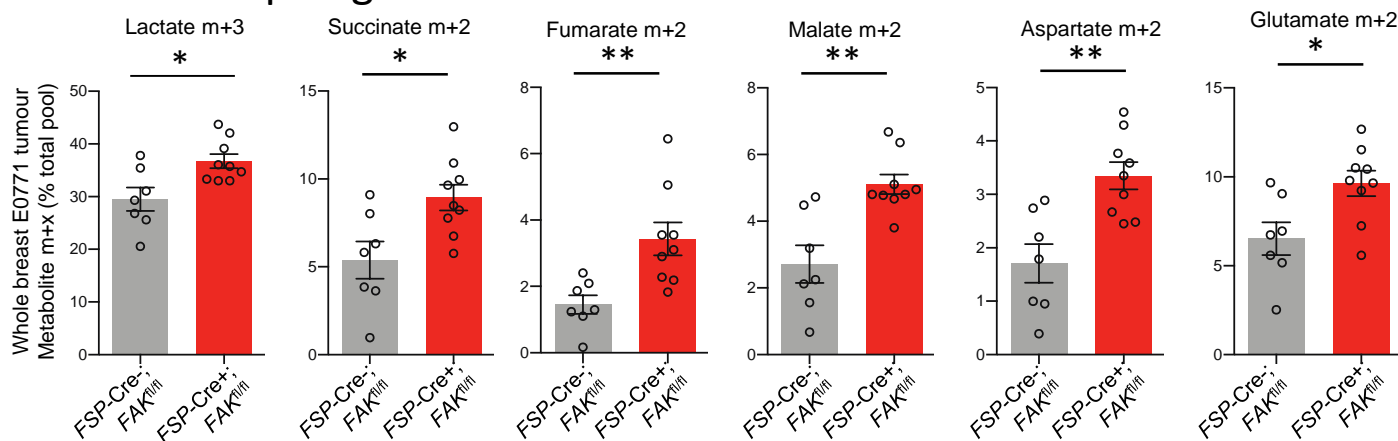 Lactate m+3
Succinate m+2
Fumarate m+2
Malate m+2
Aspartate m+2
Glutamate m+2
*
*
**
**
**
*
Whole breast E0771 tumour
Metabolite m+x (% total pool)
50
40
30
20
10
0
FSP-Cre-;
FAKfl/fl
FSP-Cre+;
FAKfl/fl
15
10
5
0
FSP-Cre-;
FAKfl/fl
FSP-Cre+;
FAKfl/fl
8
6
4
2
0
FSP-Cre-;
FAKfl/fl
FSP-Cre+;
FAKfl/fl
8
6
4
2
0
FSP-Cre-;
FAKfl/fl
FSP-Cre+;
FAKfl/fl
5
4
3
2
1
0
FSP-Cre-;
FAKfl/fl
FSP-Cre+;
FAKfl/fl
15
10
5
0
FSP-Cre-;
FAKfl/fl
FSP-Cre+;
FAKfl/fl